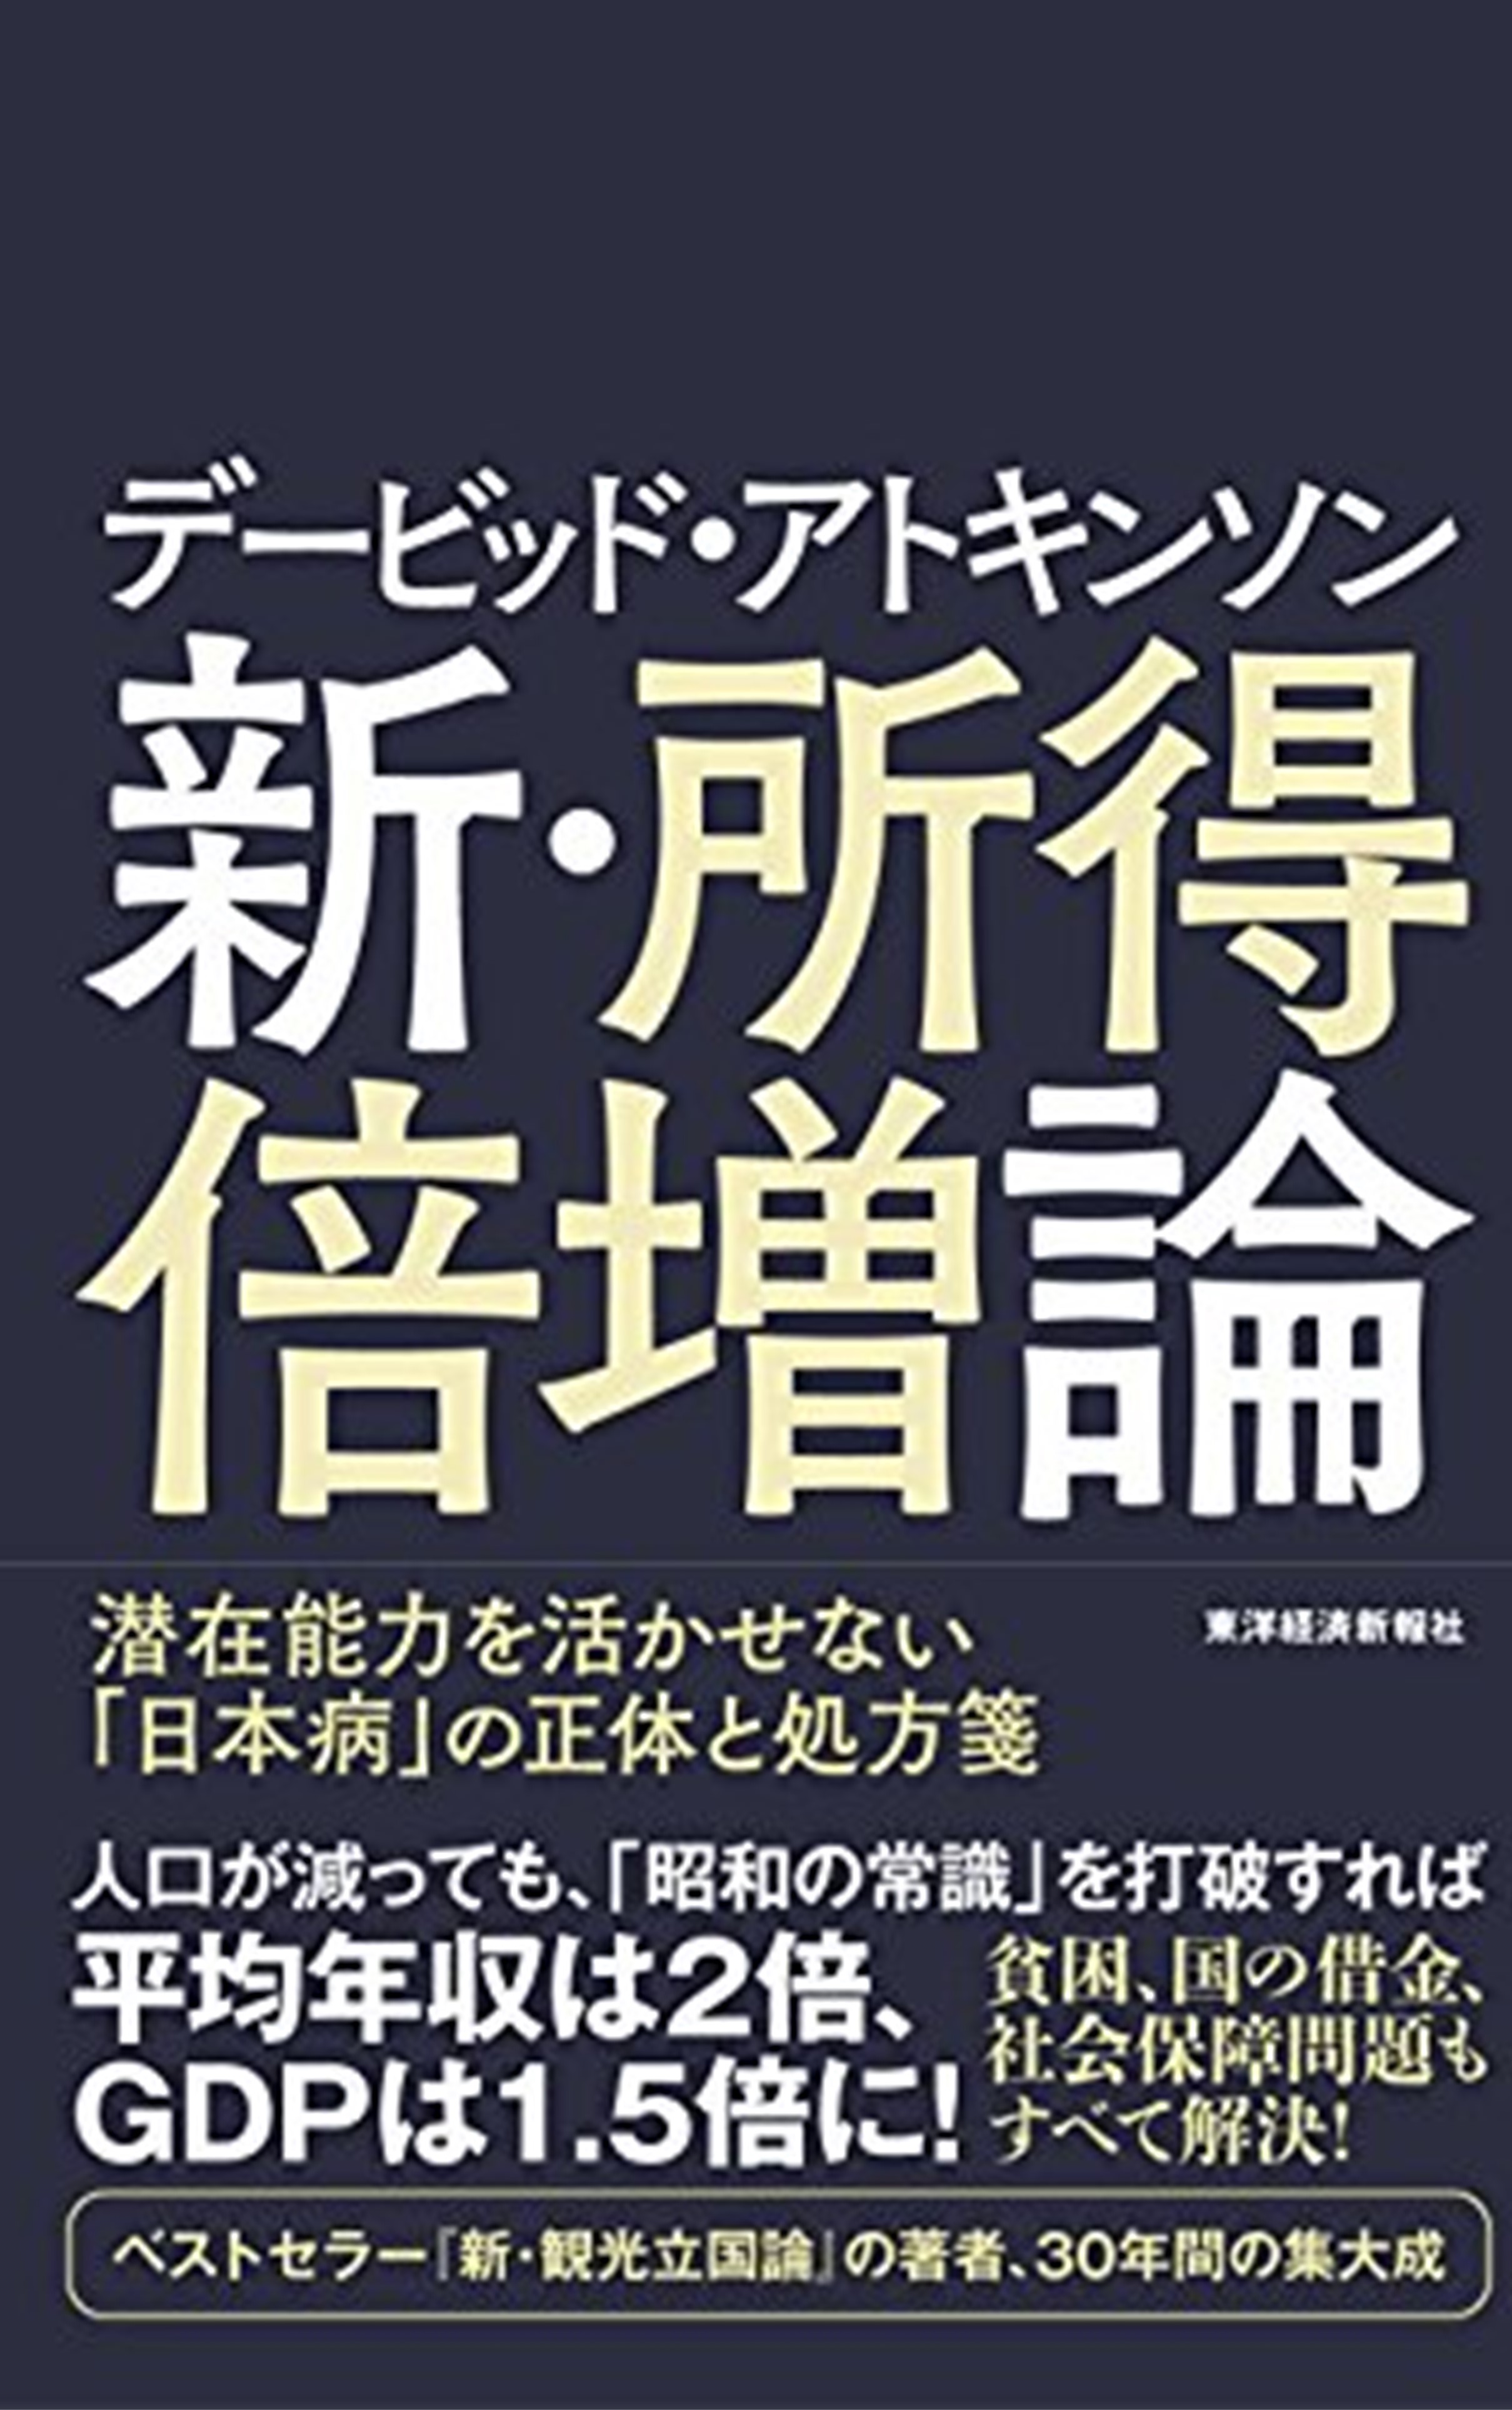 デービッド・アトキンソン
新・所得
倍増論
潜在能力を活かせない
「日本病」の正体と処方箋
東洋経済新報社
人口が減っても、「昭和の常識」を打破すれば
平均年収は2倍、
GDPは1.5倍に!
貧困、国の借金、
社会保障問題も
すべて解決!
ベストセラー『新・観光立国論』の著者、30年間の集大成